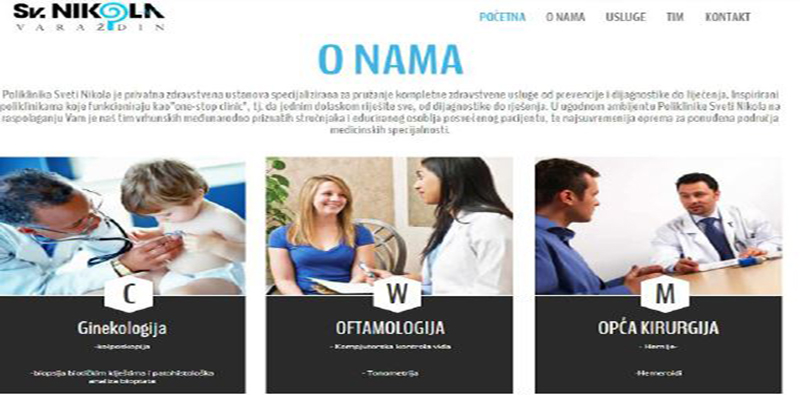 Sv. NIKOLA
VARAŽDIN
POČETNA O NAMA USLUGE TIM KONTAKT
O NAMA
Poliklinika Sveti Nikola je privatna zdravstvena ustanova specijalizirana za pružanje kompletne zdravstvene usluge od prevencije i dijagnostike do liječenja. Inspirirani
poliklinikama koje funkcioniraju kao"one-stop clinic", tj. da jednim dolaskom riješite sve, od dijagnostike do rješenja. U ugodnom ambijentu Poliklinike Sveti Nikola na
raspolaganju Vam je naš tim vrhunskih međunarodno priznatih stručnjaka i educiranog osoblja posvećenog pacijentu, te najsuvremenija oprema za ponuđena područja
medicinskih specijalnosti.
C
Ginekologija
-kolposkopija
-biopsija biotičkim kliještima i patohistološka
analiza bioptata
W
OFTAMOLOGIJA
- Kompjutorska kontrola vida
- Tonometrija
M
OPĆA KIRURGIJA
- Hernije-
-Hemeroidi